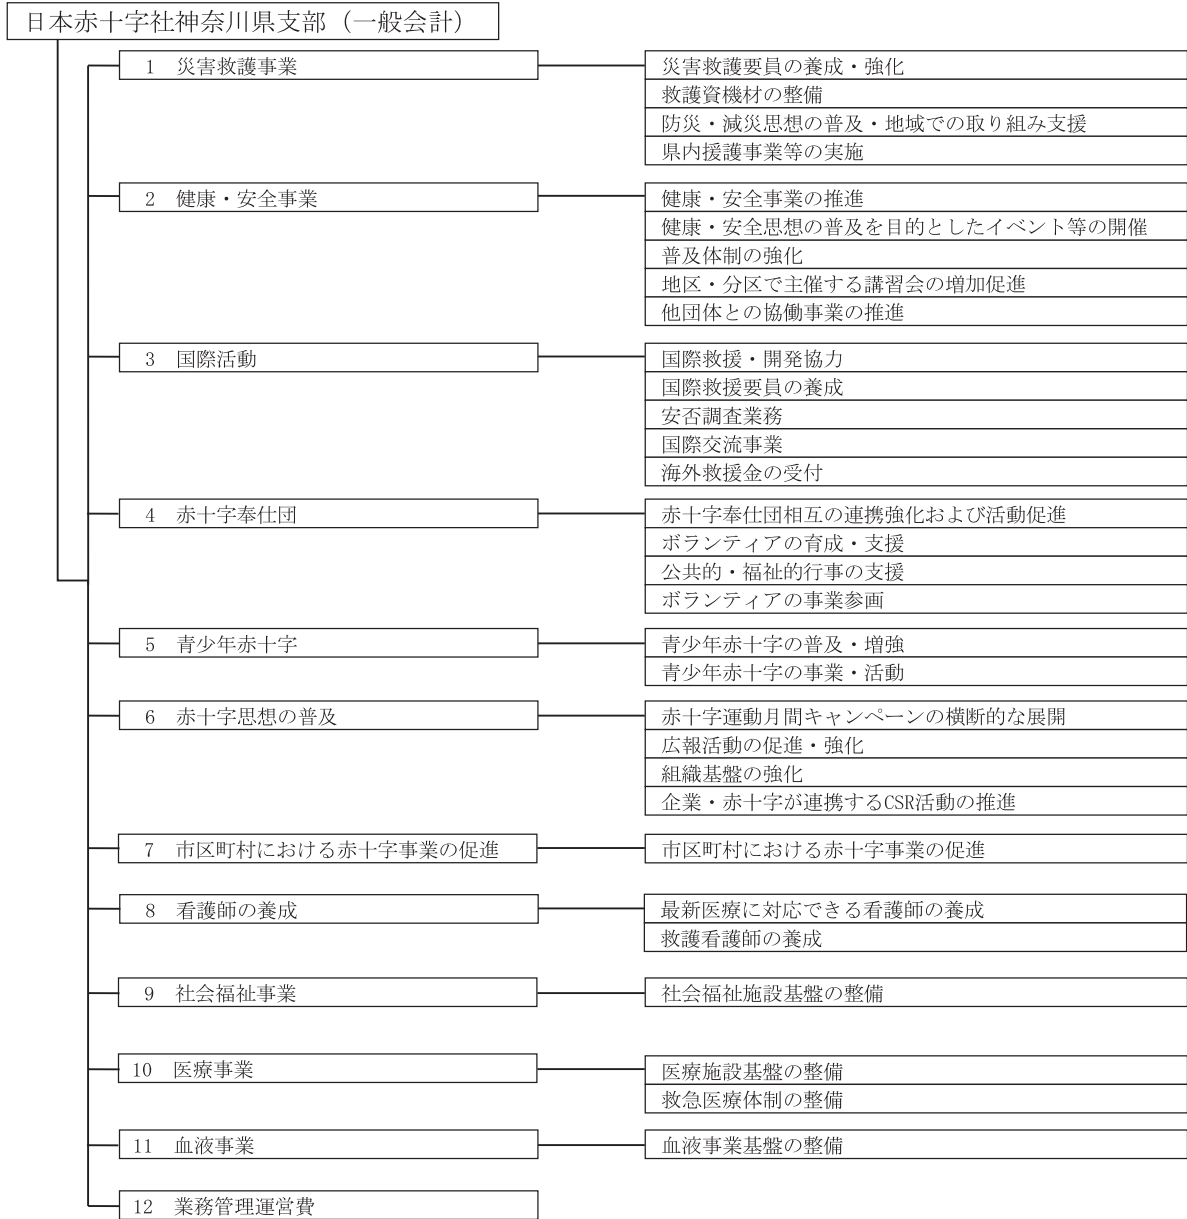 日本赤十字社神奈川県支部（一般会計）
1　災害救護事業
災害救護要員の養成・強化
救護資機材の整備
防災・減災思想の普及・地域での取り組み支援
県内援護事業等の実施
2　健康・安全事業
健康・安全事業の推進
健康・安全思想の普及を目的としたイベント等の開催
普及体制の強化
地区・分区で主催する講習会の増加促進
他団体との協働事業の推進
3　国際活動
国際救援・開発協力
国際救援要員の養成
安否調査業務
国際交流事業
海外救援金の受付
4　赤十字奉仕団
赤十字奉仕団相互の連携強化および活動促進
ボランティアの育成・支援
公共的・福祉的行事の支援
ボランティアの事業参画
5　青少年赤十字
青少年赤十字の普及・増強
青少年赤十字の事業・活動
6　赤十字思想の普及
赤十字運動月間キャンペーンの横断的な展開
広報活動の促進・強化
組織基盤の強化
企業・赤十字が連携するCSR活動の推進
7　市区町村における赤十字事業の促進
市区町村における赤十字事業の促進
8　看護師の養成
最新医療に対応できる看護師の養成
救護看護師の養成
9　社会福祉事業
社会福祉施設基盤の整備
10　医療事業
医療施設基盤の整備
救急医療体制の整備
11　血液事業
血液事業基盤の整備
12　業務管理運営費